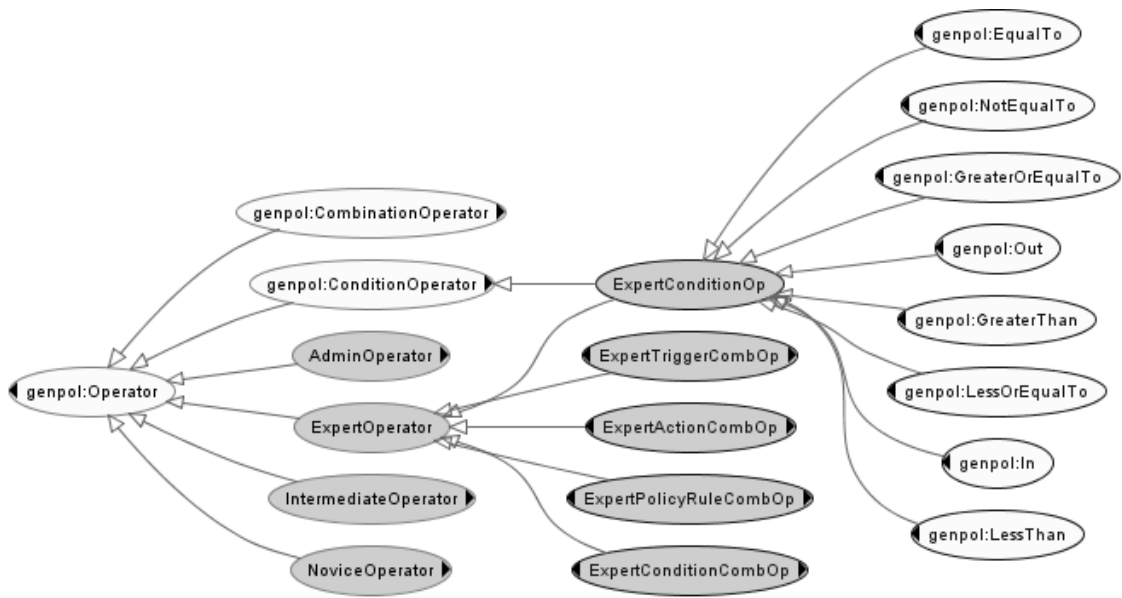 genpol:EqualTo
genpol:NotEqualTo
genpol:GreaterOrEqualTo
genpol:CombinationOperator
genpol:Out
genpol:ConditionOperator
ExpertConditionOp
genpol:GreaterThan
AdminOperator
ExpertTriggerCombOp
genpol:Operator
genpol:LessOrEqualTo
ExpertOperator
ExpertActionCombOp
genpol:In
IntermediateOperator
ExpertPolicyRuleCombOp
genpol:LessThan
NoviceOperator
ExpertConditionCombOp